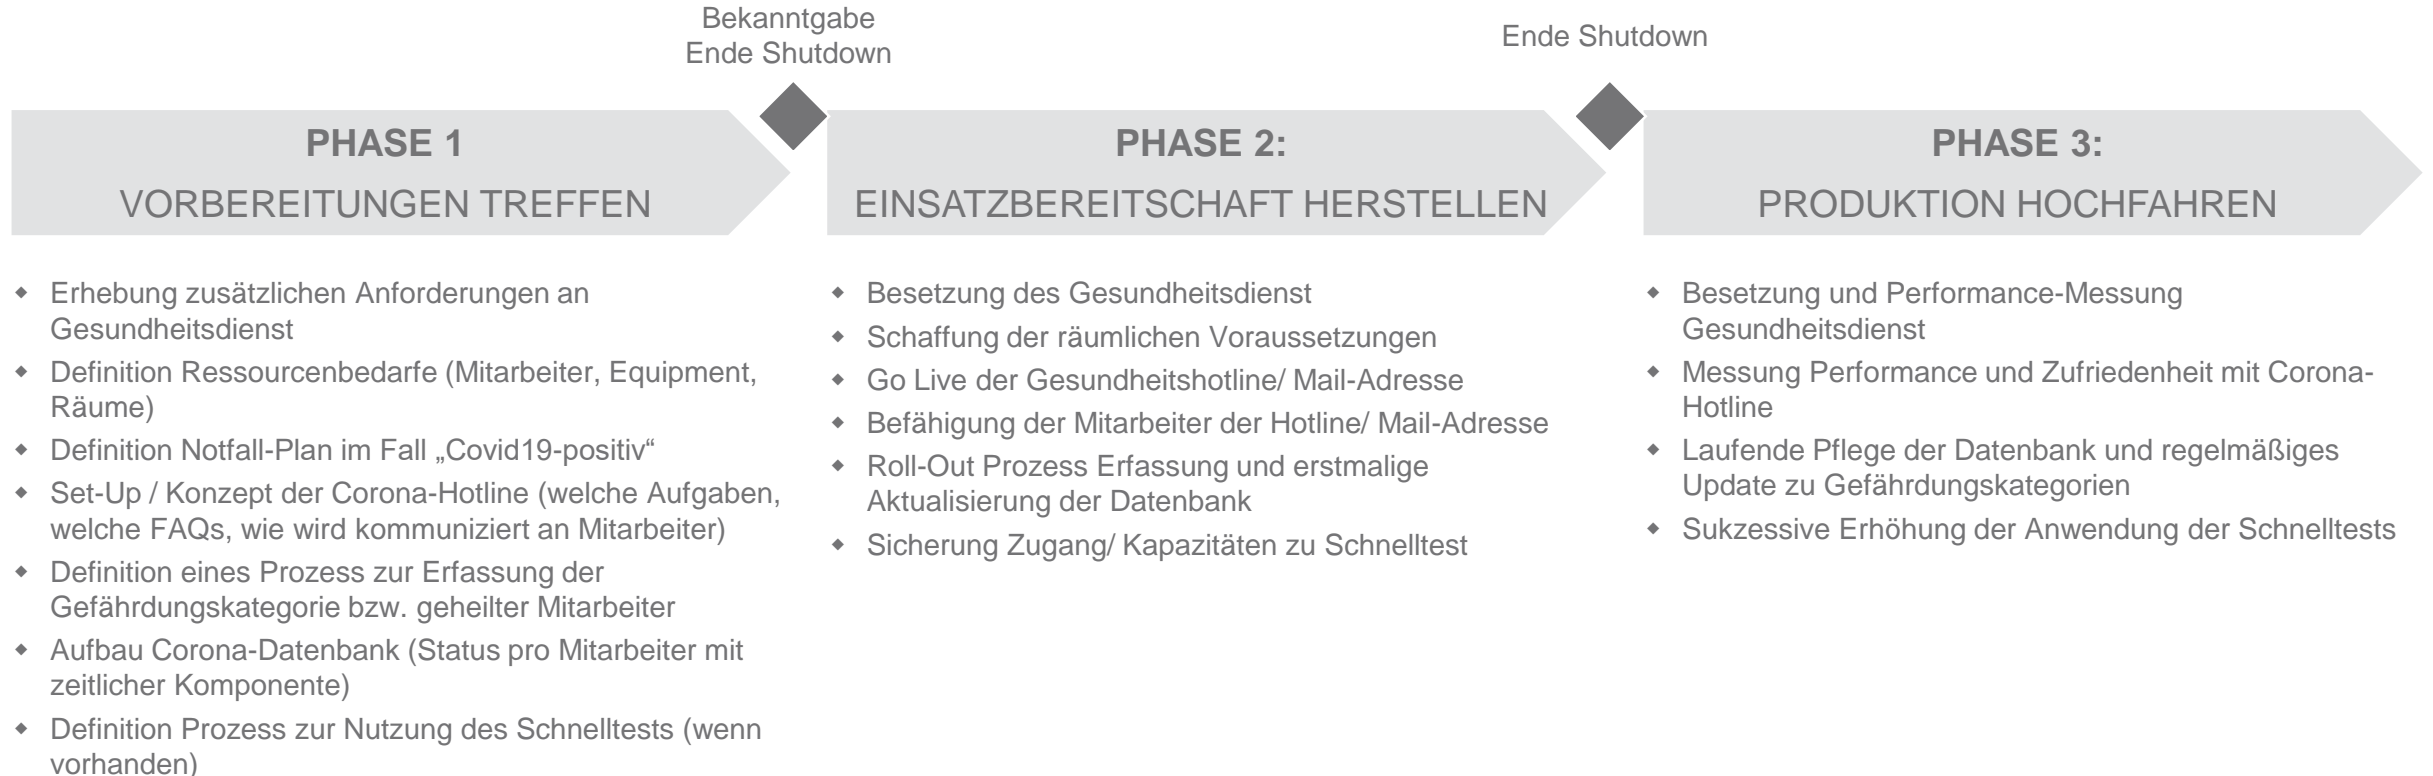 Bekanntgabe
Ende Shutdown
Ende Shutdown
PHASE 1
VORBEREITUNGEN TREFFEN
PHASE 2:
EINSATZBEREITSCHAFT HERSTELLEN
PHASE 3:
PRODUKTION HOCHFAHREN
Erhebung zusätzlichen Anforderungen an
Gesundheitsdienst
Definition Ressourcenbedarfe (Mitarbeiter, Equipment,
Räume)
Definition Notfall-Plan im Fall „Covid19-positiv“
Set-Up / Konzept der Corona-Hotline (welche Aufgaben,
welche FAQs, wie wird kommuniziert an Mitarbeiter)
Definition eines Prozess zur Erfassung der
Gefährdungskategorie bzw. geheilter Mitarbeiter
Aufbau Corona-Datenbank (Status pro Mitarbeiter mit
zeitlicher Komponente)
Definition Prozess zur Nutzung des Schnelltests (wenn
vorhanden)
Besetzung des Gesundheitsdienst
Schaffung der räumlichen Voraussetzungen
Go Live der Gesundheitshotline/ Mail-Adresse
Befähigung der Mitarbeiter der Hotline/ Mail-Adresse
Roll-Out Prozess Erfassung und erstmalige
Aktualisierung der Datenbank
Sicherung Zugang/ Kapazitäten zu Schnelltest
Besetzung und Performance-Messung
Gesundheitsdienst
Messung Performance und Zufriedenheit mit Corona-
Hotline
Laufende Pflege der Datenbank und regelmäßiges
Update zu Gefährdungskategorien
Sukzessive Erhöhung der Anwendung der Schnelltests